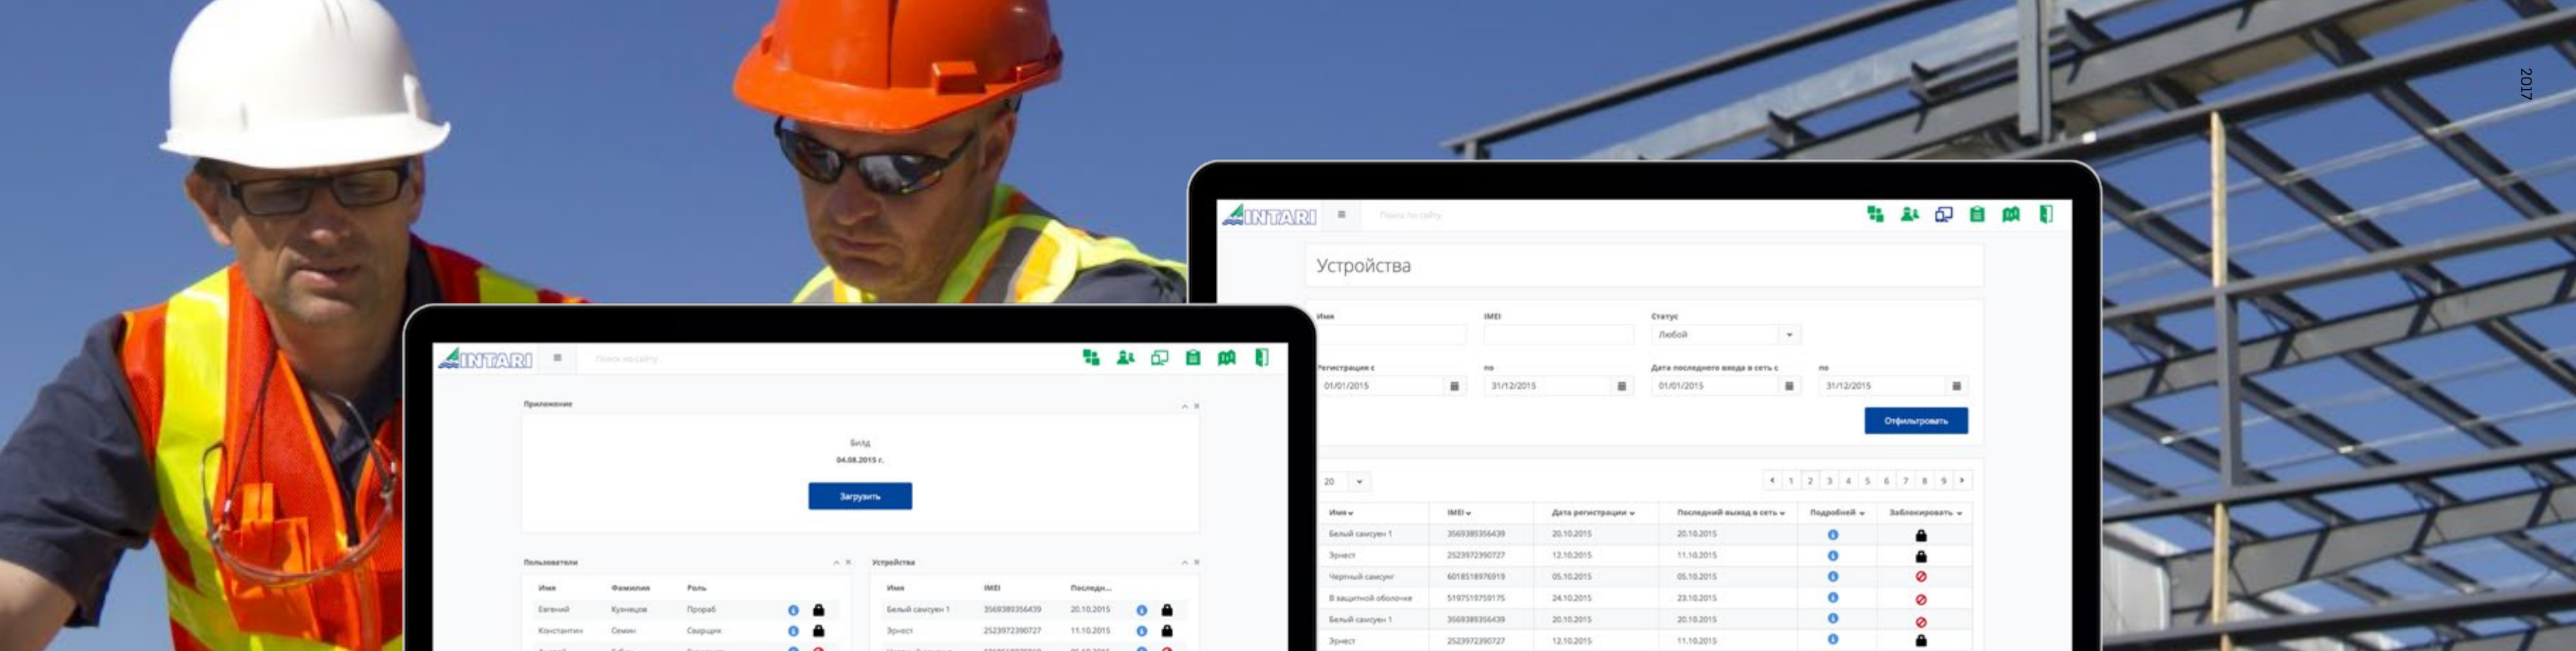 2017
INTARI
Поиск по сайту
Устройства
Имя IMEI Статус
Любой
Регистрация с по Дата последнего входа в сеть с по
01/01/2015 31/12/2015 01/01/2015 31/12/2015
Отфильтровать
20
1 2 3 4 5 6 7 8 9
Имя IMEI Дата регистрации Последний выход в сеть Подробней Заблокировать
Белый самсуен 1 3569389356439 20.10.2015 20.10.2015
Эрнест 2523972390727 12.10.2015 11.10.2015
Черный самсунг 6018518976919 05.10.2015 05.10.2015
В защитной оболочке 5197519759175 24.10.2015 23.10.2015
Белый самсуен 1 3569389356439 20.10.2015 20.10.2015
Эрнест 2523972390727 12.10.2015 11.10.2015
INTARI
Поиск по сайту
Приложение
Билд
04.08.2015 г.
Загрузить
Пользователи
Имя Фамилия Роль
Евгений Кузнецов Прораб
Константин Семин Сварщик
Устройства
Имя IMEI Последн...
Белый самсуен 1 3569389356439 20.10.2015
Эрнест 2523972390727 11.10.2015